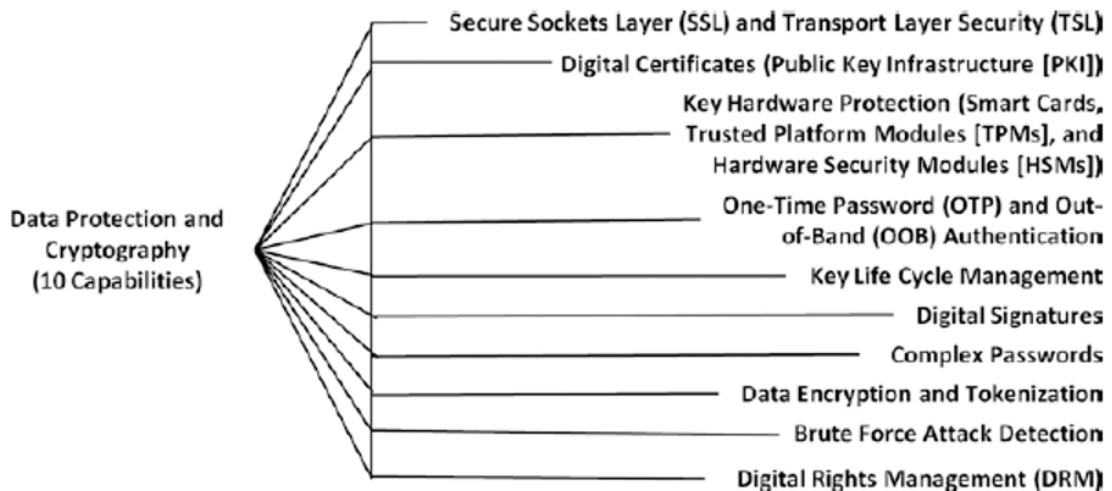 Secure Sockets Layer (SSL) and Transport Layer Security (TSL)
Digital Certificates (Public Key Infrastructure [PKI])
Key Hardware Protection (Smart Cards,
Trusted Platform Modules [TPMs], and
Hardware Security Modules [HSMs])
Data Protection and
Cryptography
(10 Capabilities)
One-Time Password (OTP) and Out-
of-Band (OOB) Authentication
Key Life Cycle Management
Digital Signatures
Complex Passwords
Data Encryption and Tokenization
Brute Force Attack Detection
Digital Rights Management (DRM)